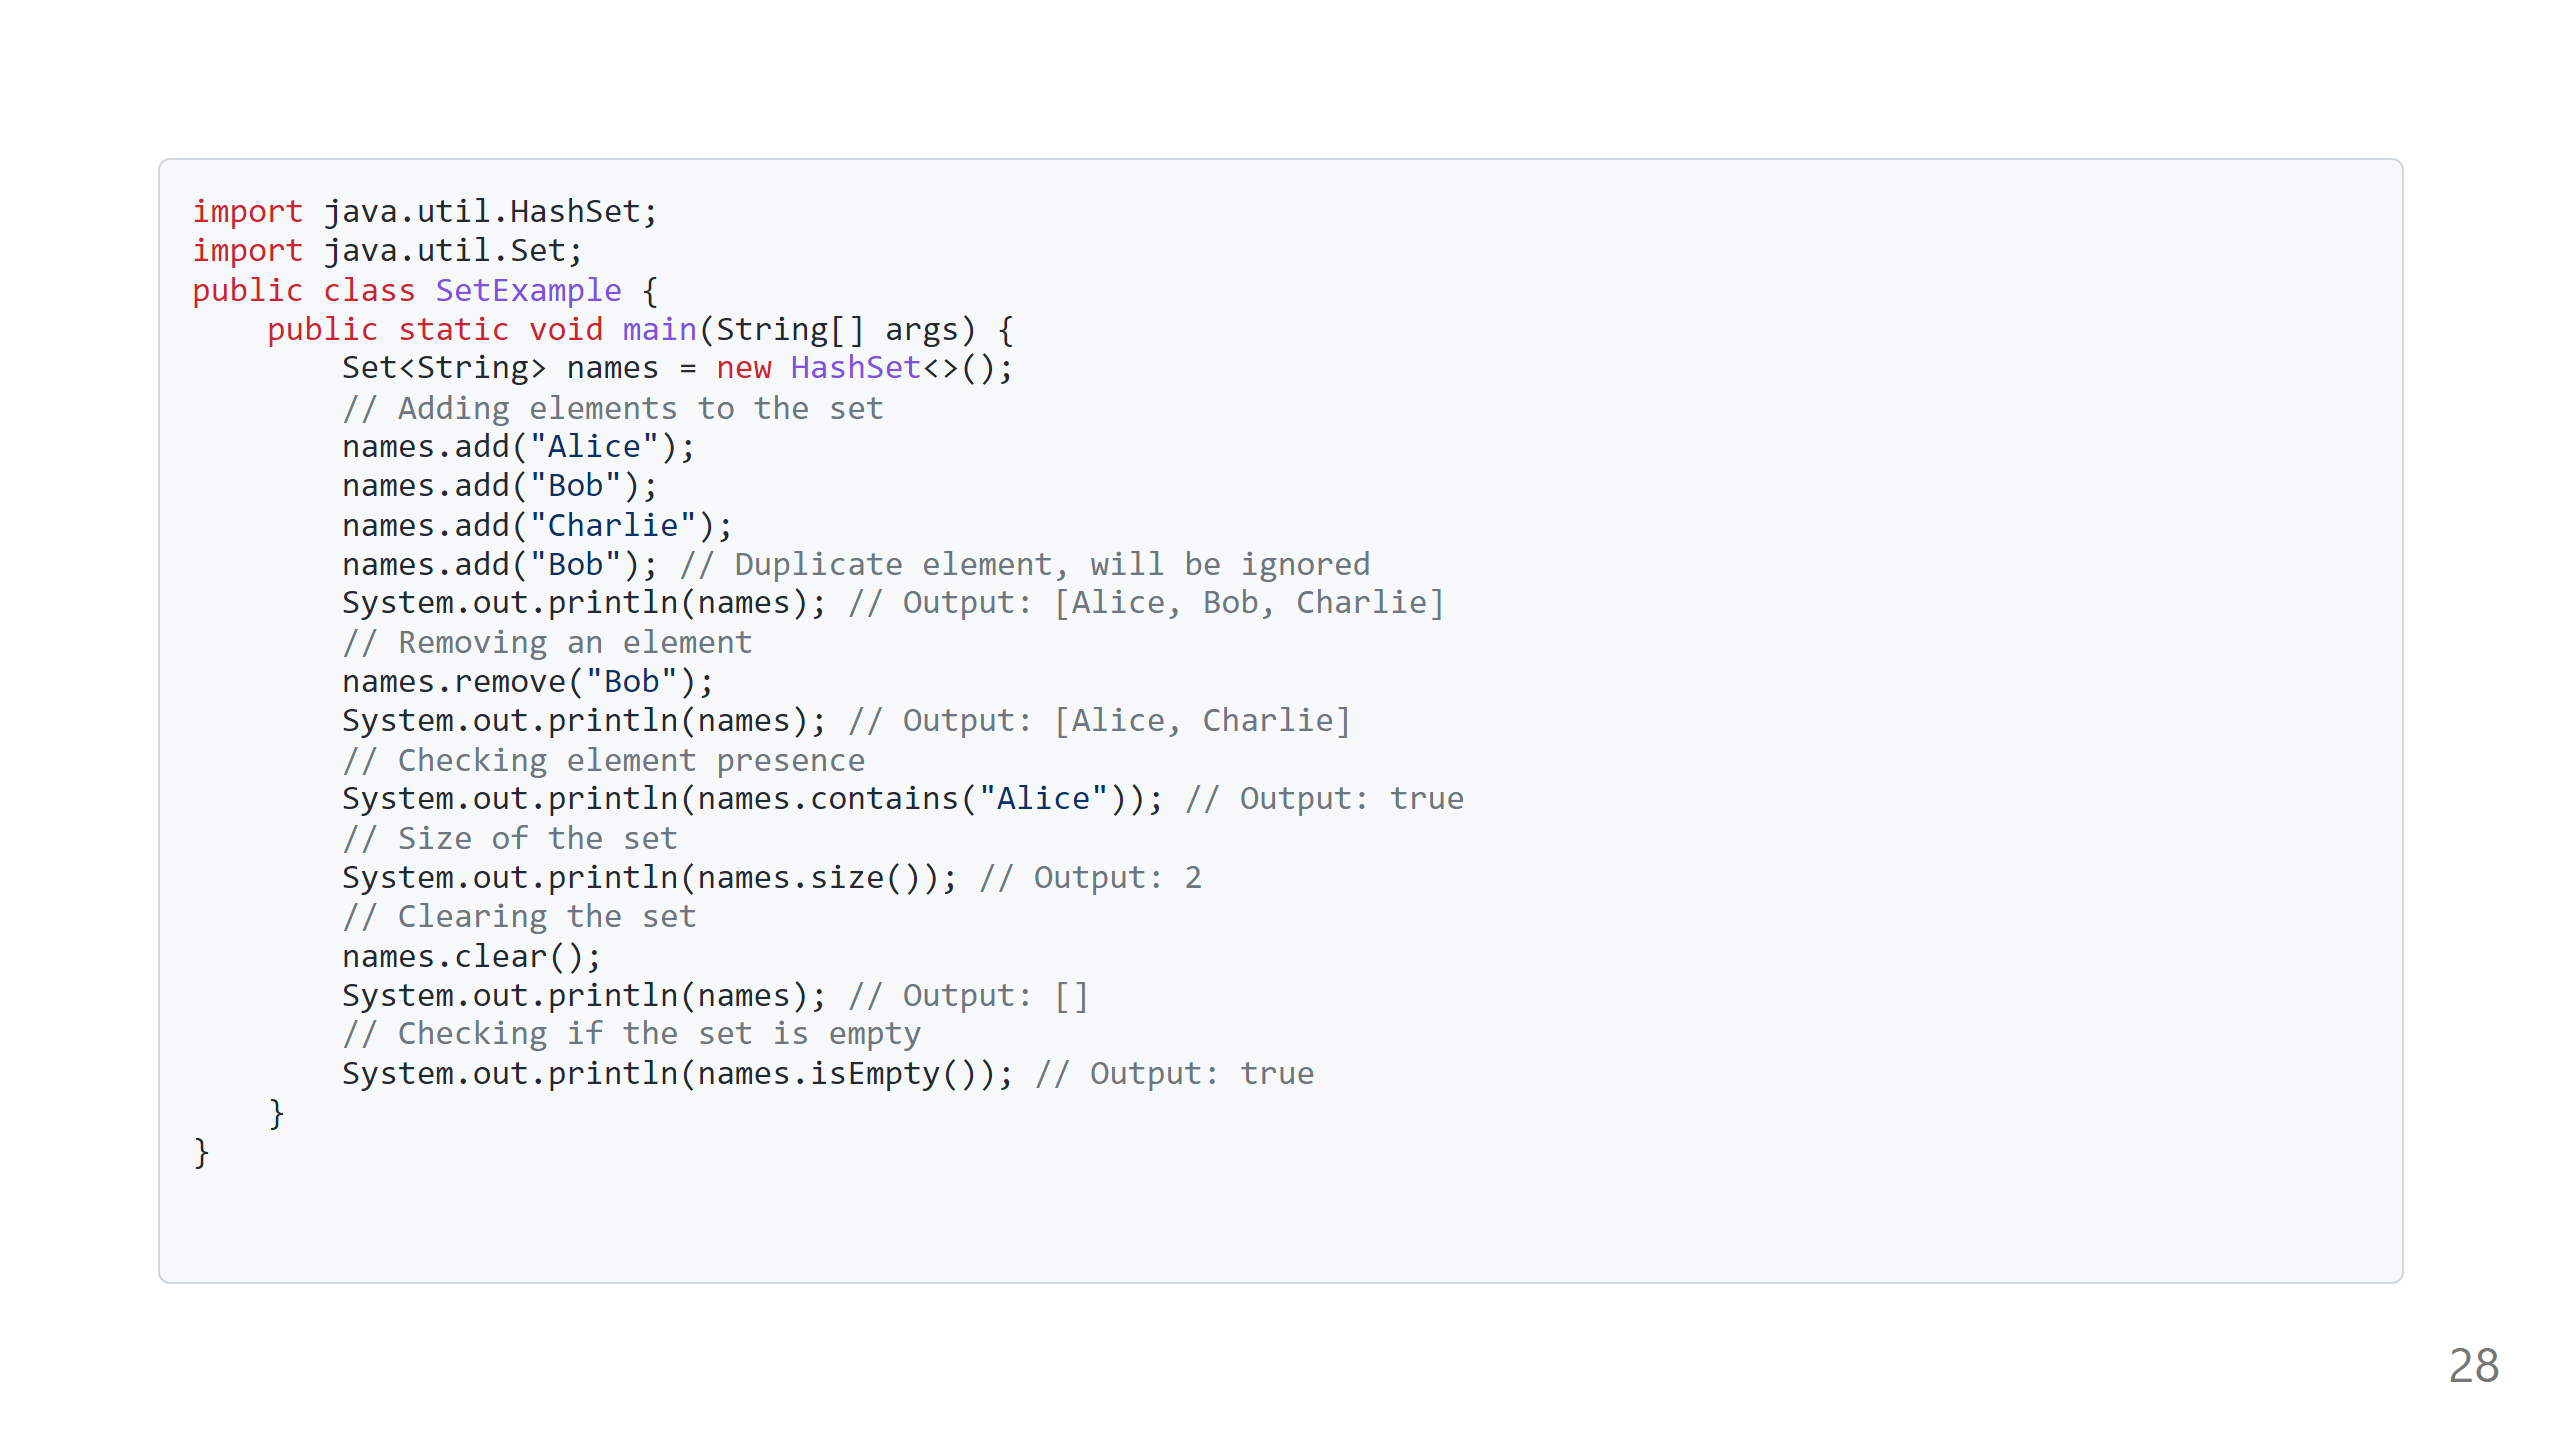 import java.util.HashSet;
import java.util.Set;
public class SetExample {
    public static void main(String[] args) {
        Set<String> names = new HashSet<>();
        // Adding elements to the set
        names.add("Alice");
        names.add("Bob");
        names.add("Charlie");
        names.add("Bob"); // Duplicate element, will be ignored
        System.out.println(names); // Output: [Alice, Bob, Charlie]
        // Removing an element
        names.remove("Bob");
        System.out.println(names); // Output: [Alice, Charlie]
        // Checking element presence
        System.out.println(names.contains("Alice")); // Output: true
        // Size of the set
        System.out.println(names.size()); // Output: 2
        // Clearing the set
        names.clear();
        System.out.println(names); // Output: []
        // Checking if the set is empty
        System.out.println(names.isEmpty()); // Output: true
    }
}
28